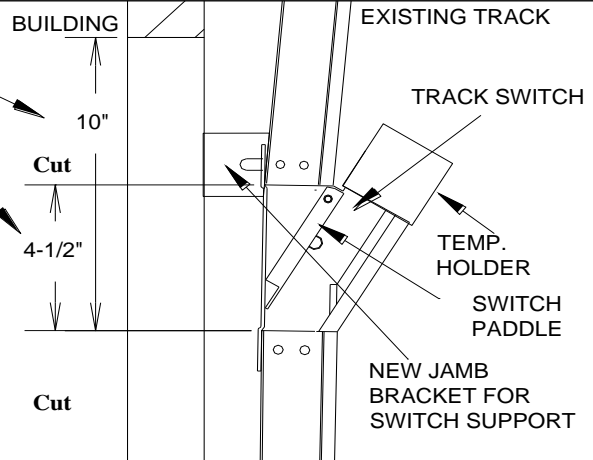 BUILDING
EXISTING TRACK
TRACK SWITCH
10"
Cut
4-1/2"
TEMP.
HOLDER
SWITCH
PADDLE
NEW JAMB
BRACKET FOR
SWITCH SUPPORT
Cut